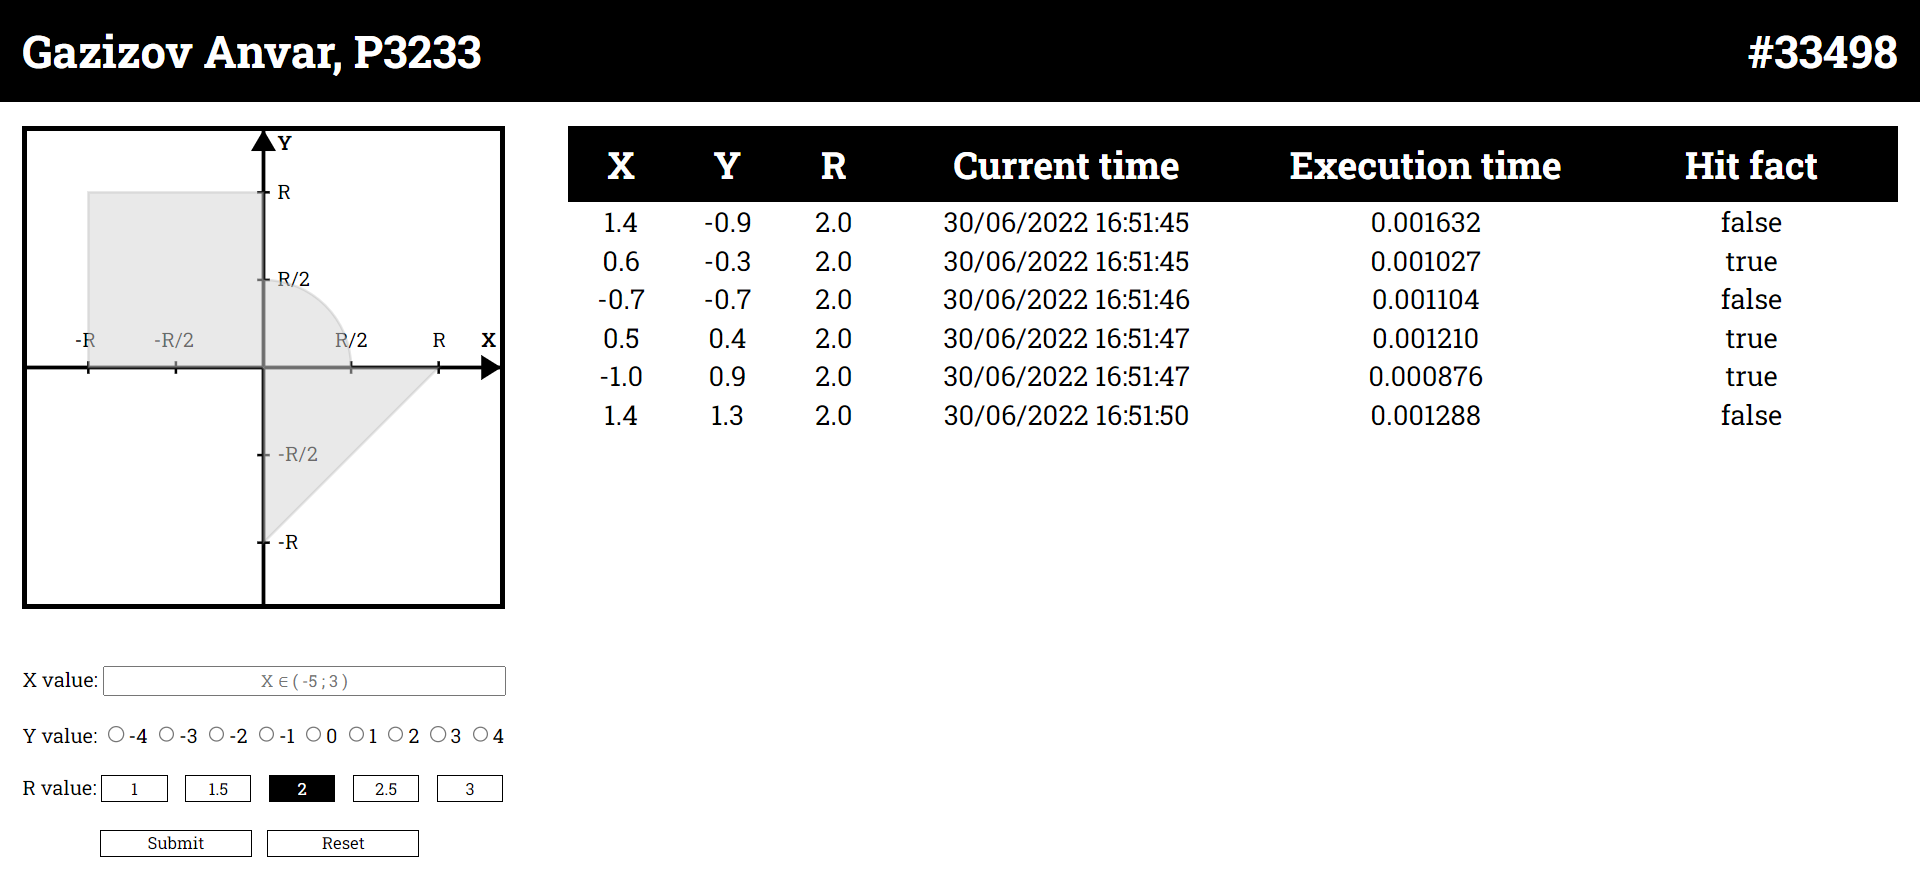 Gazizov Anvar, P3233 #33498
Y
R
R/2
-R -R/2 R/2 R X
-R/2
-R
X value: X ∈ ( -5 ; 3 )
Y value: -4 -3 -2 -1 0 1 2 3 4
R value: 1 1.5 2 2.5 3
Submit Reset
X Y R Current time Execution time Hit fact
1.4 -0.9 2.0 30/06/2022 16:51:45 0.001632 false
0.6 -0.3 2.0 30/06/2022 16:51:45 0.001027 true
-0.7 -0.7 2.0 30/06/2022 16:51:46 0.001104 false
0.5 0.4 2.0 30/06/2022 16:51:47 0.001210 true
-1.0 0.9 2.0 30/06/2022 16:51:47 0.000876 true
1.4 1.3 2.0 30/06/2022 16:51:50 0.001288 false